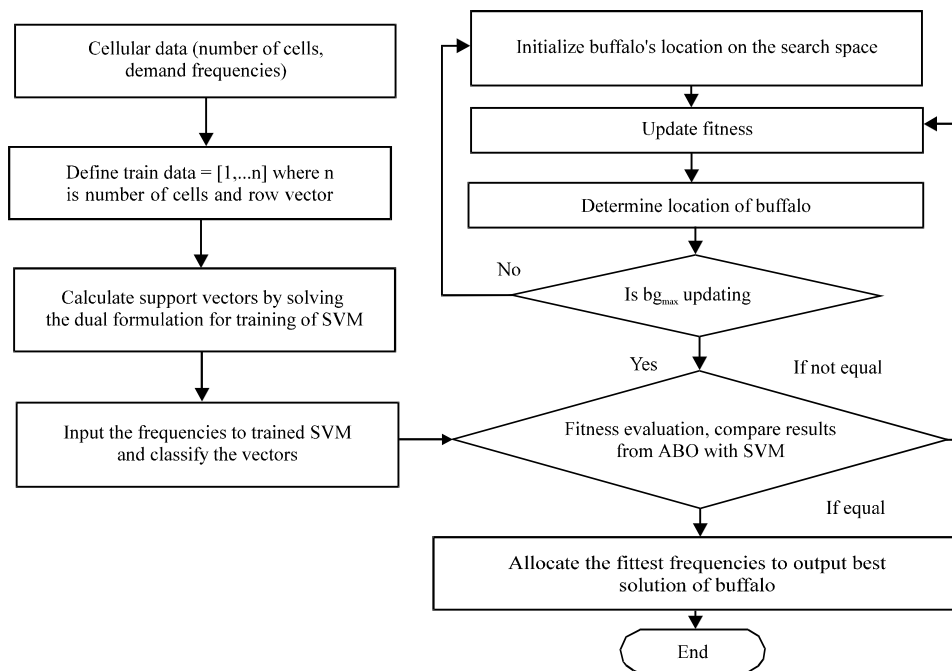 Cellular data (number of cells,
demand frequencies)
Define train data = [1,...n] where n
is number of cells and row vector
Calculate support vectors by solving
the dual formulation for training of SVM
Input the frequencies to trained SVM
and classify the vectors
Initialize buffalo's location on the search space
Update fitness
Determine location of buffalo
No
Is bgmax updating
Yes
If not equal
Fitness evaluation, compare results
from ABO with SVM
If equal
Allocate the fittest frequencies to output best
solution of buffalo
End